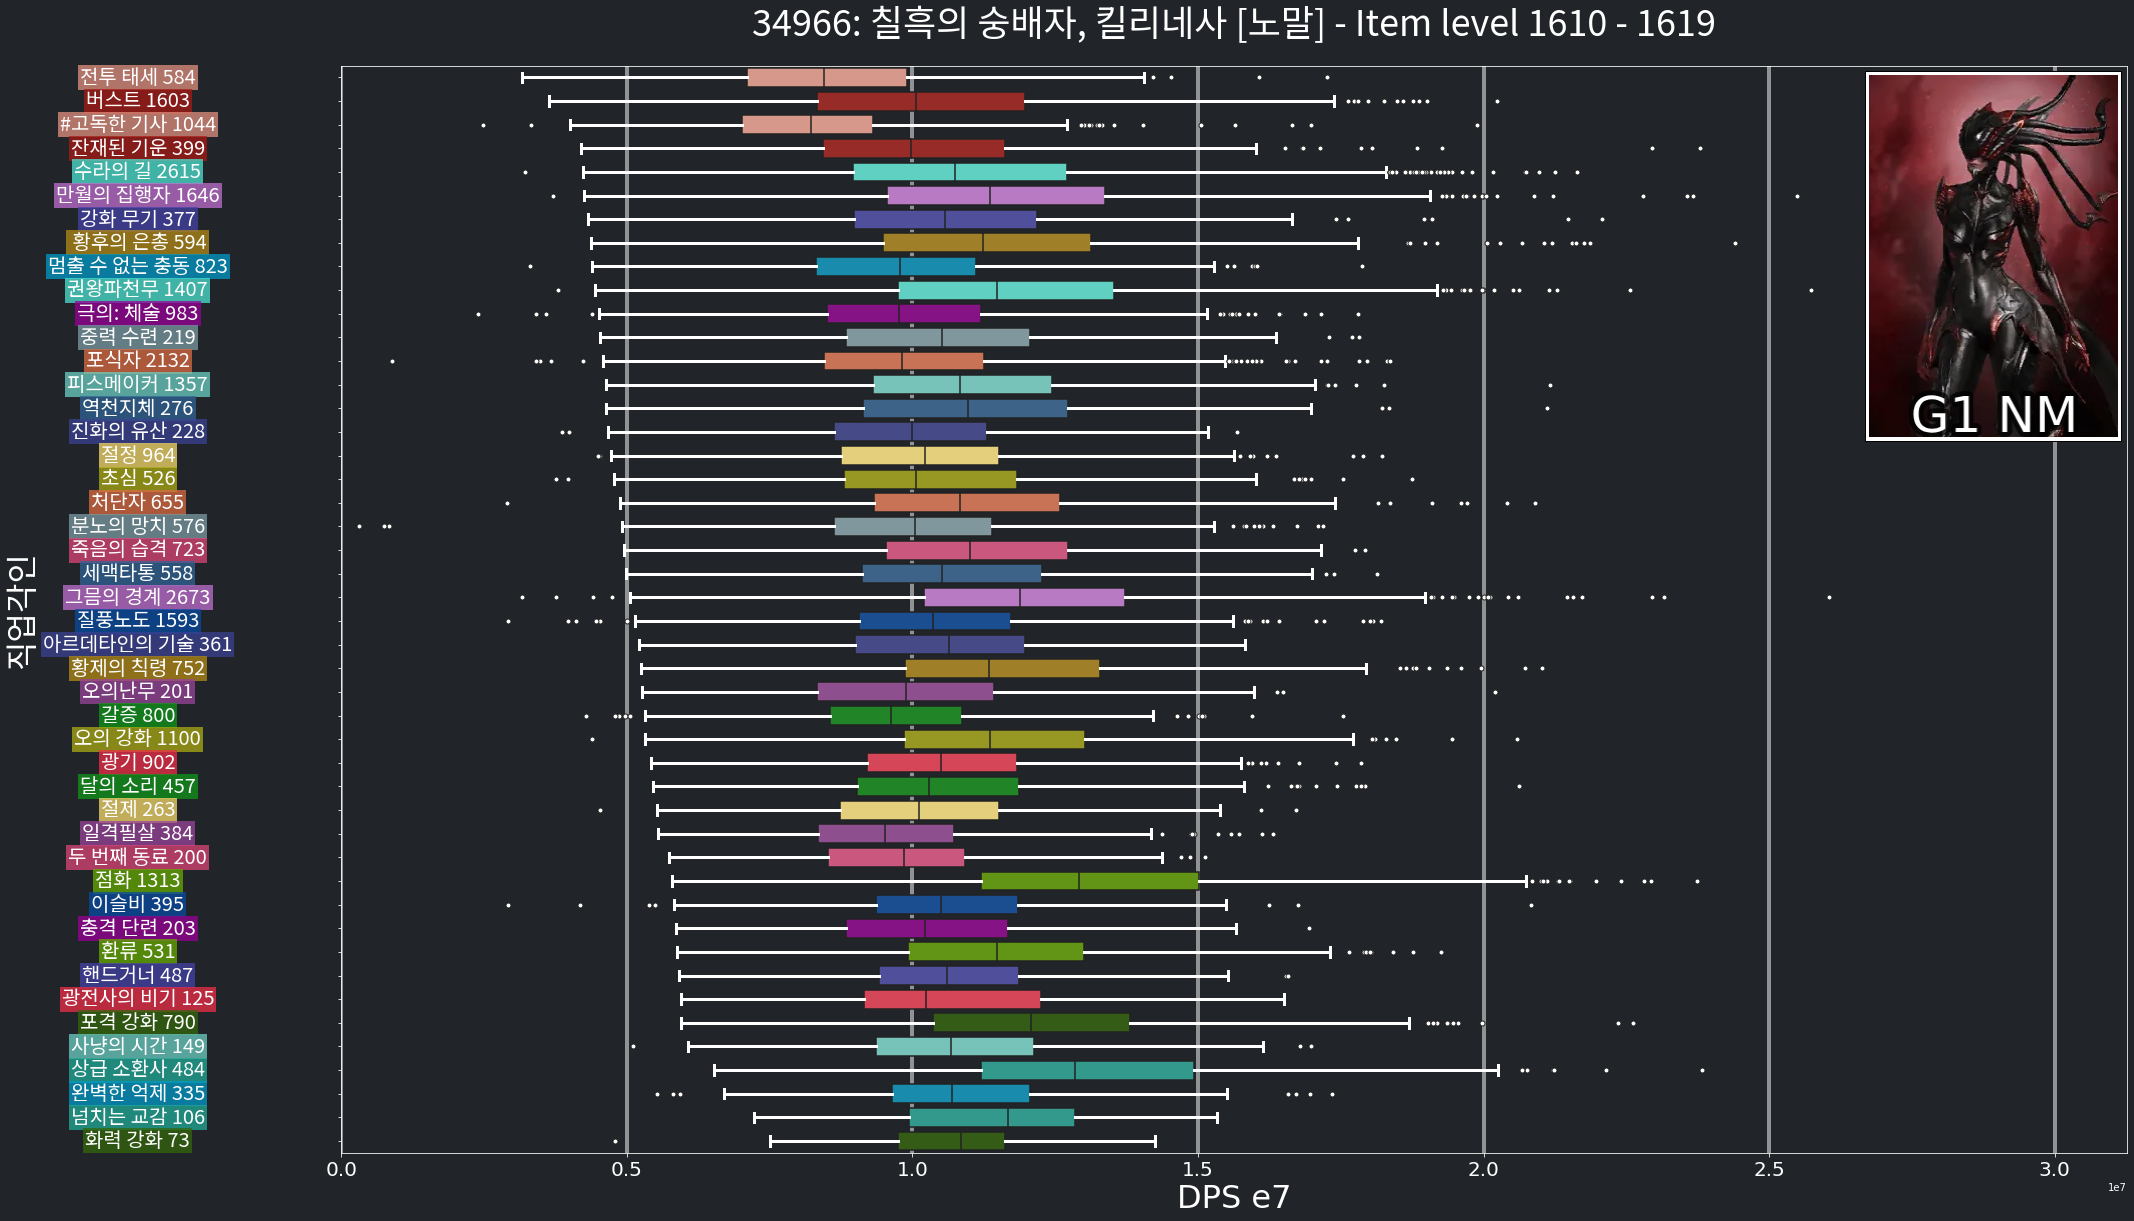 34966: 칠흑의 숭배자, 킬리네사 [노말] - Item level 1610 - 1619
전투 태세 584
버스트 1603
#고독한 기사 1044
잔재된 기운 399
수라의 길 2615
만월의 집행자 1646
강화 무기 377
황후의 은총 594
멈출 수 없는 충동 823
권왕파천무 1407
극의: 체술 983
중력 수련 219
포식자 2132
피스메이커 1357
역천지체 276
진화의 유산 228
절정 964
초심 526
처단자 655
분노의 망치 576
죽음의 습격 723
세맥타통 558
그믐의 경계 2673
질풍노도 1593
아르데타인의 기술 361
황제의 칙령 752
오의난무 201
갈증 800
오의 강화 1100
광기 902
달의 소리 457
절제 263
일격필살 384
두 번째 동료 200
점화 1313
이슬비 395
충격 단련 203
환류 531
핸드거너 487
광전사의 비기 125
포격 강화 790
사냥의 시간 149
상급 소환사 484
완벽한 억제 335
넘치는 교감 106
화력 강화 73
직업각인
G1 NM
0.0 0.5 1.0 1.5 2.0 2.5 3.0
DPS e7
1e7